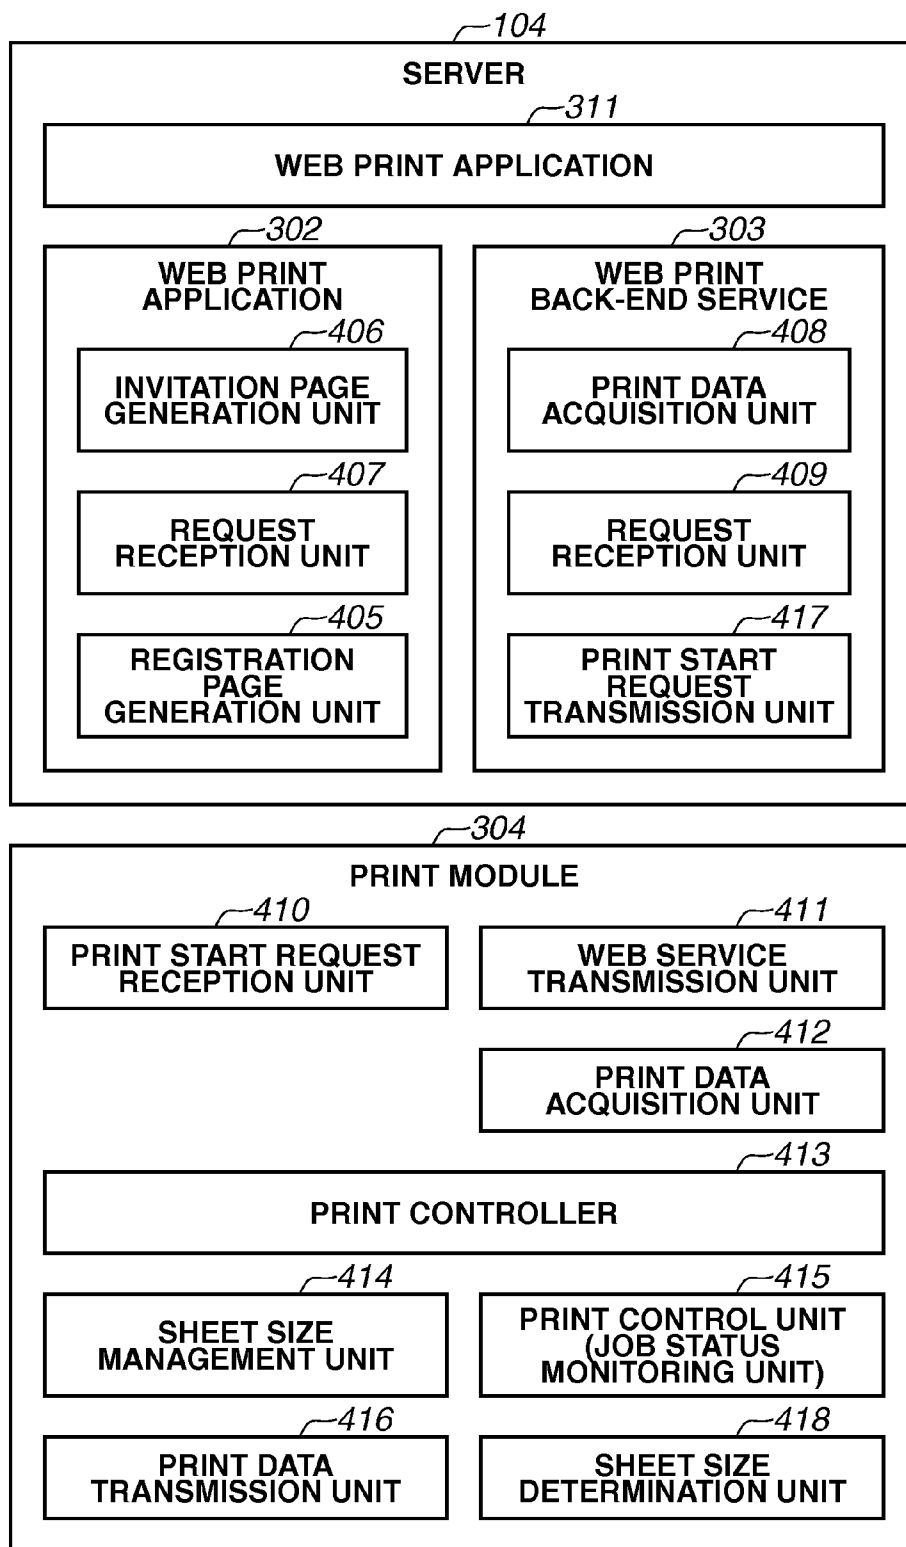 104
SERVER
311
WEB PRINT APPLICATION
302
WEB PRINT
APPLICATION
406
INVITATION PAGE
GENERATION UNIT
407
REQUEST
RECEPTION UNIT
405
REGISTRATION
PAGE
GENERATION UNIT
303
WEB PRINT
BACK-END SERVICE
408
PRINT DATA
ACQUISITION UNIT
409
REQUEST
RECEPTION UNIT
417
PRINT START
REQUEST
TRANSMISSION UNIT
304
PRINT MODULE
410
PRINT START REQUEST
RECEPTION UNIT
411
WEB SERVICE
TRANSMISSION UNIT
412
PRINT DATA
ACQUISITION UNIT
413
PRINT CONTROLLER
414
SHEET SIZE
MANAGEMENT UNIT
415
PRINT CONTROL UNIT
(JOB STATUS
MONITORING UNIT)
416
PRINT DATA
TRANSMISSION UNIT
418
SHEET SIZE
DETERMINATION UNIT